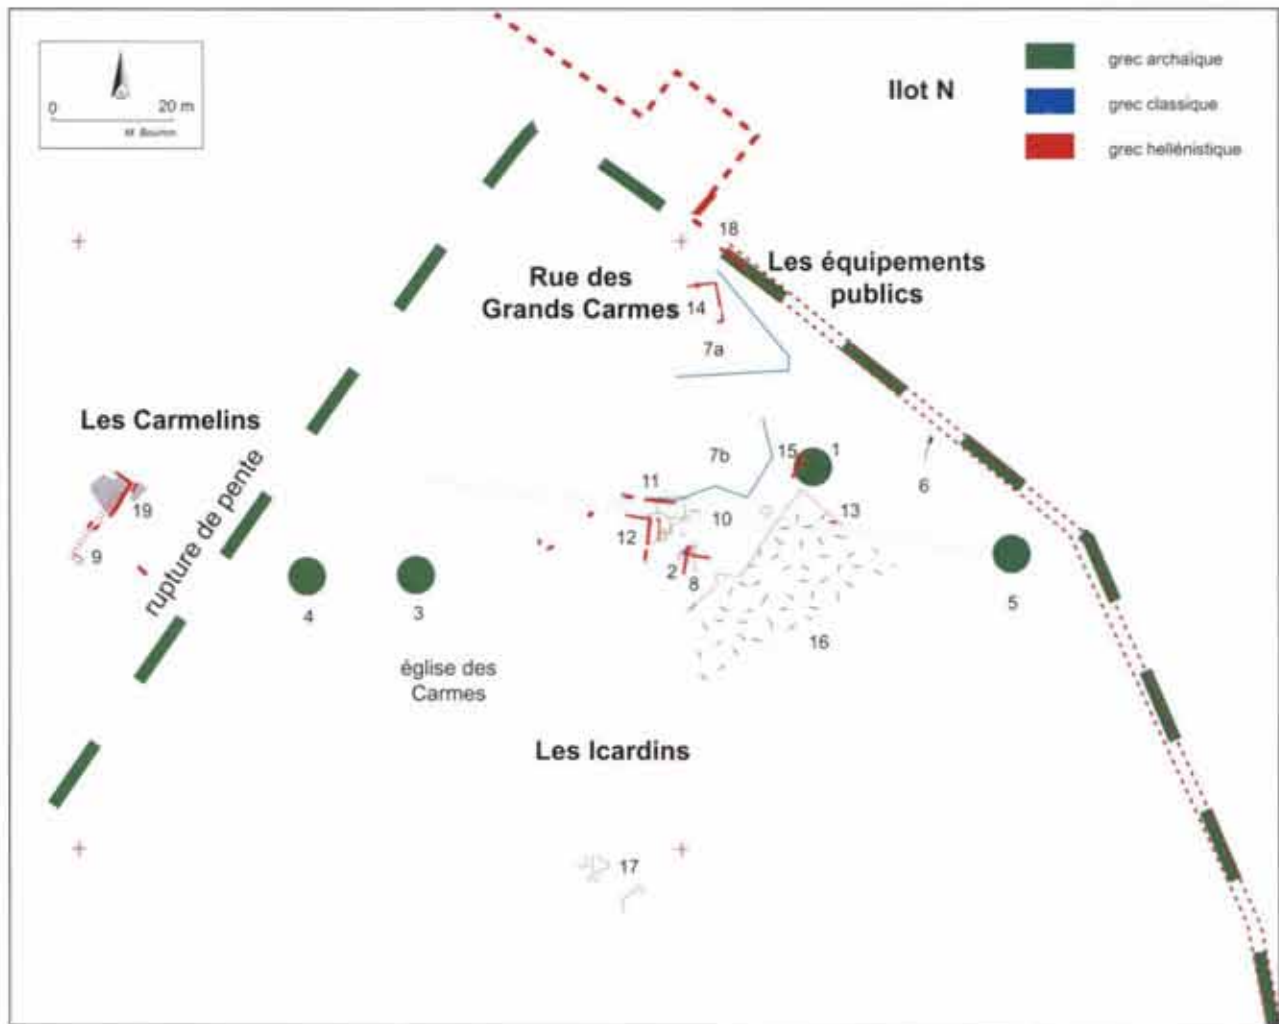 0 20 m
M. Bouiron
Ilot N
grec archaïque
grec classique
grec hellénistique
18
Rue des
Grands Carmes
Les équipements
publics
14
7a
Les Carmelins
rupture de pente
7b
15
1
11
6
19
10
13
12
9
2
8
4
3
5
16
église des
Carmes
Les Icardins
17